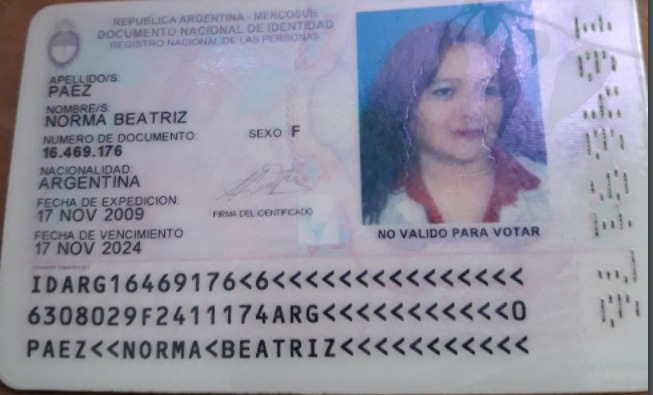 REPUBLICA ARGENTINA - MERCOSUR
DOCUMENTO NACIONAL DE IDENTIDAD
REGISTRO NACIONAL DE LAS PERSONAS
APELLIDO/S:
PAEZ
NOMBRE/S:
NORMA BEATRIZ
NUMERO DE DOCUMENTO:
16.469.176
SEXO F
NACIONALIDAD:
ARGENTINA
FECHA DE EXPEDICION:
17 NOV 2009
FIRMA DEL IDENTIFICADO
FECHA DE VENCIMIENTO
17 NOV 2024
NO VALIDO PARA VOTAR
IDARG16469176<6<<<<<<<<<<<<<<<
6308029F2411174ARG<<<<<<<<<<<0
PAEZ<<NORMA<BEATRIZ<<<<<<<<<<<